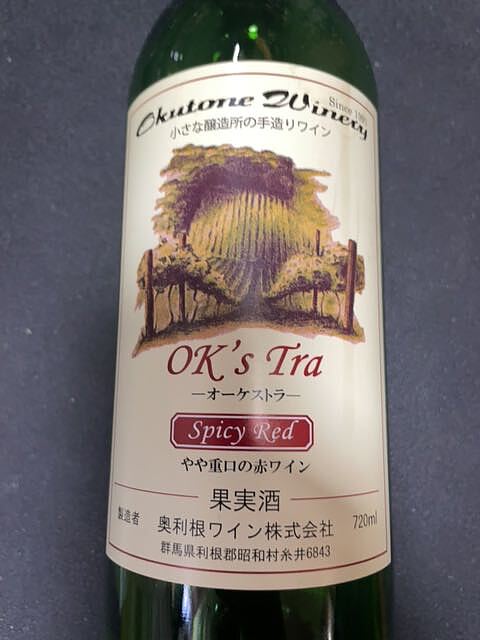 Okutone Winery
Since
小さな醸造所の手造りワイン
OK's Tra
—オーケストラ—
Spicy Red
やや重口の赤ワイン
果実酒
製造者 奥利根ワイン株式会社 720ml
群馬県利根郡昭和村糸井6843